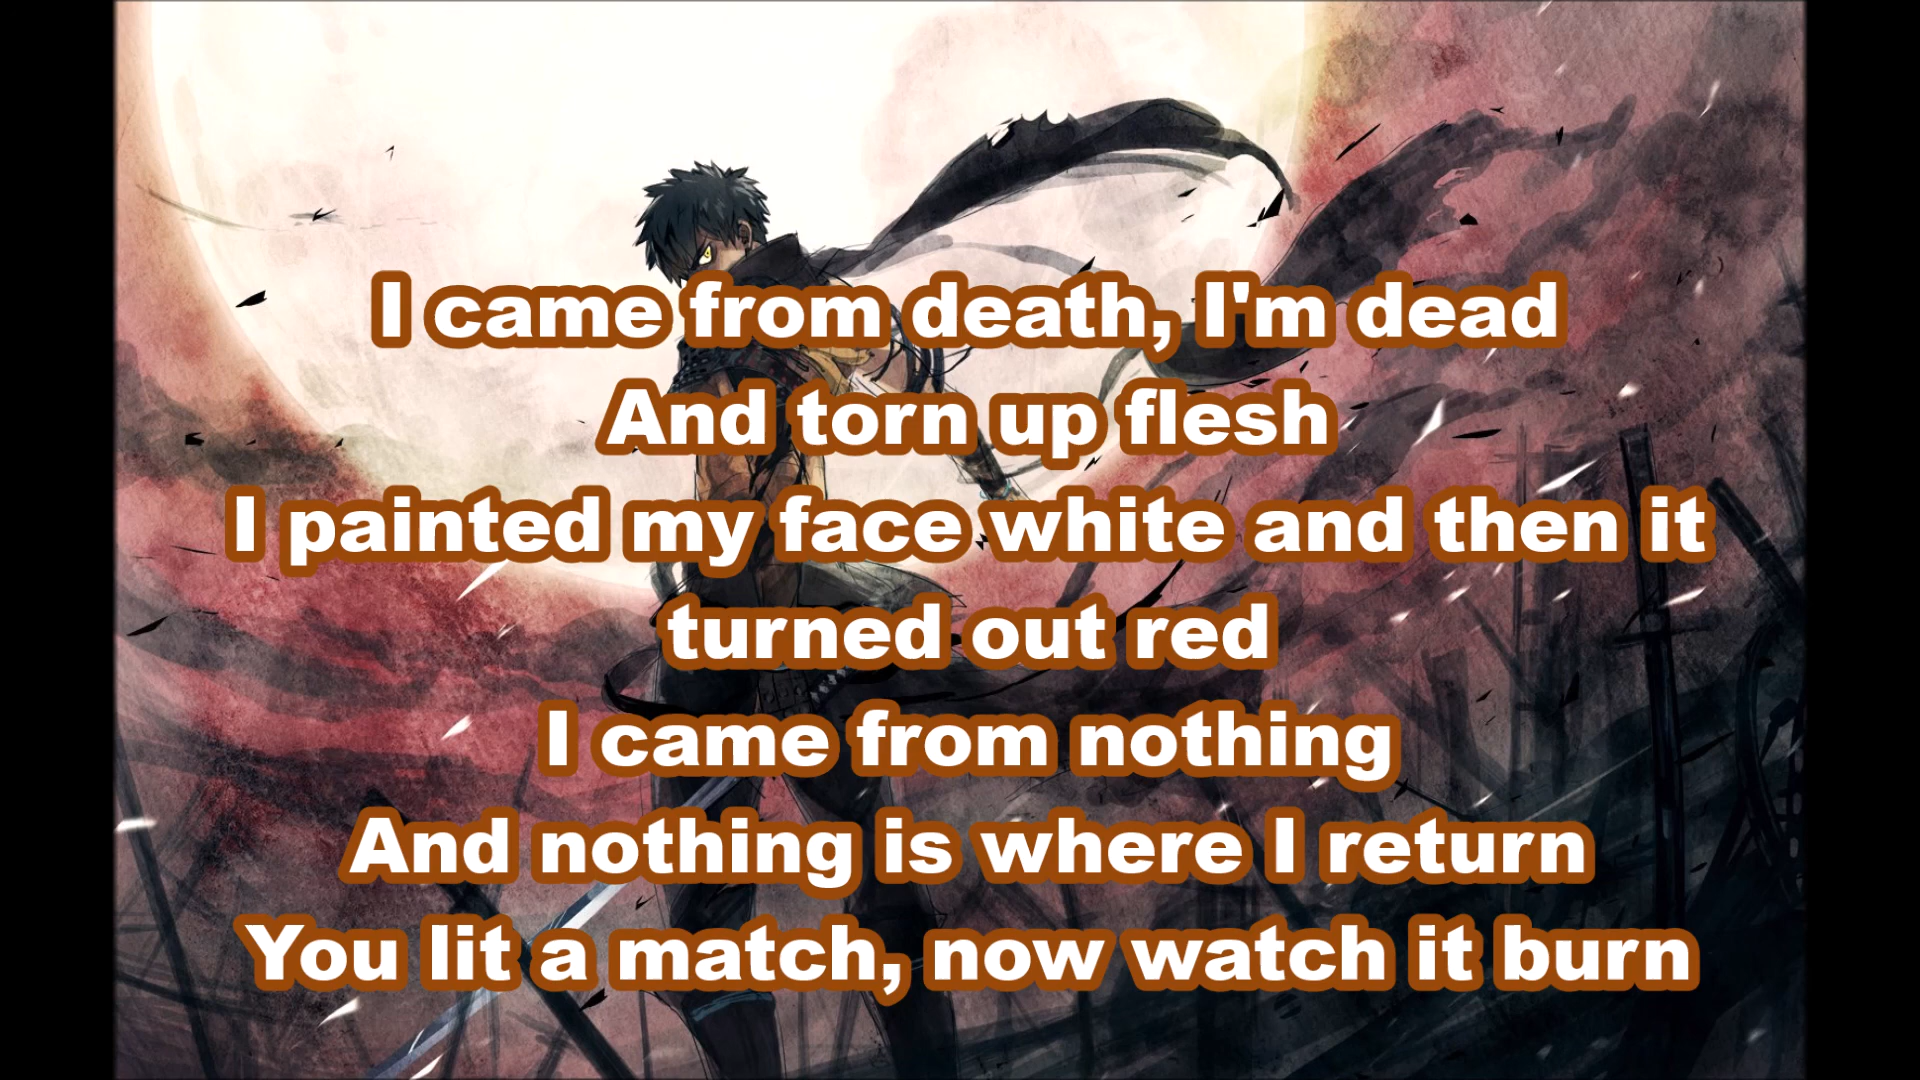 I came from death, I'm dead
And torn up flesh
I painted my face white and then it
turned out red
I came from nothing
And nothing is where I return
You lit a match, now watch it burn